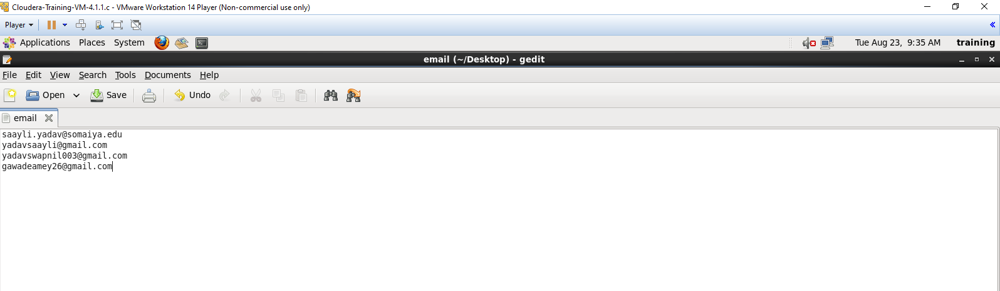 Cloudera-Training-VM-4.1.1.c - VMware Workstation 14 Player (Non-commercial use only)
Player
Applications Places System Tue Aug 23, 9:35 AM training
email (~/Desktop) - gedit
File Edit View Search Tools Documents Help
Open Save Undo
email
saayli.yadav@somaiya.edu
yadavsaayli@gmail.com
yadavswapnil003@gmail.com
gawadeamey26@gmail.com